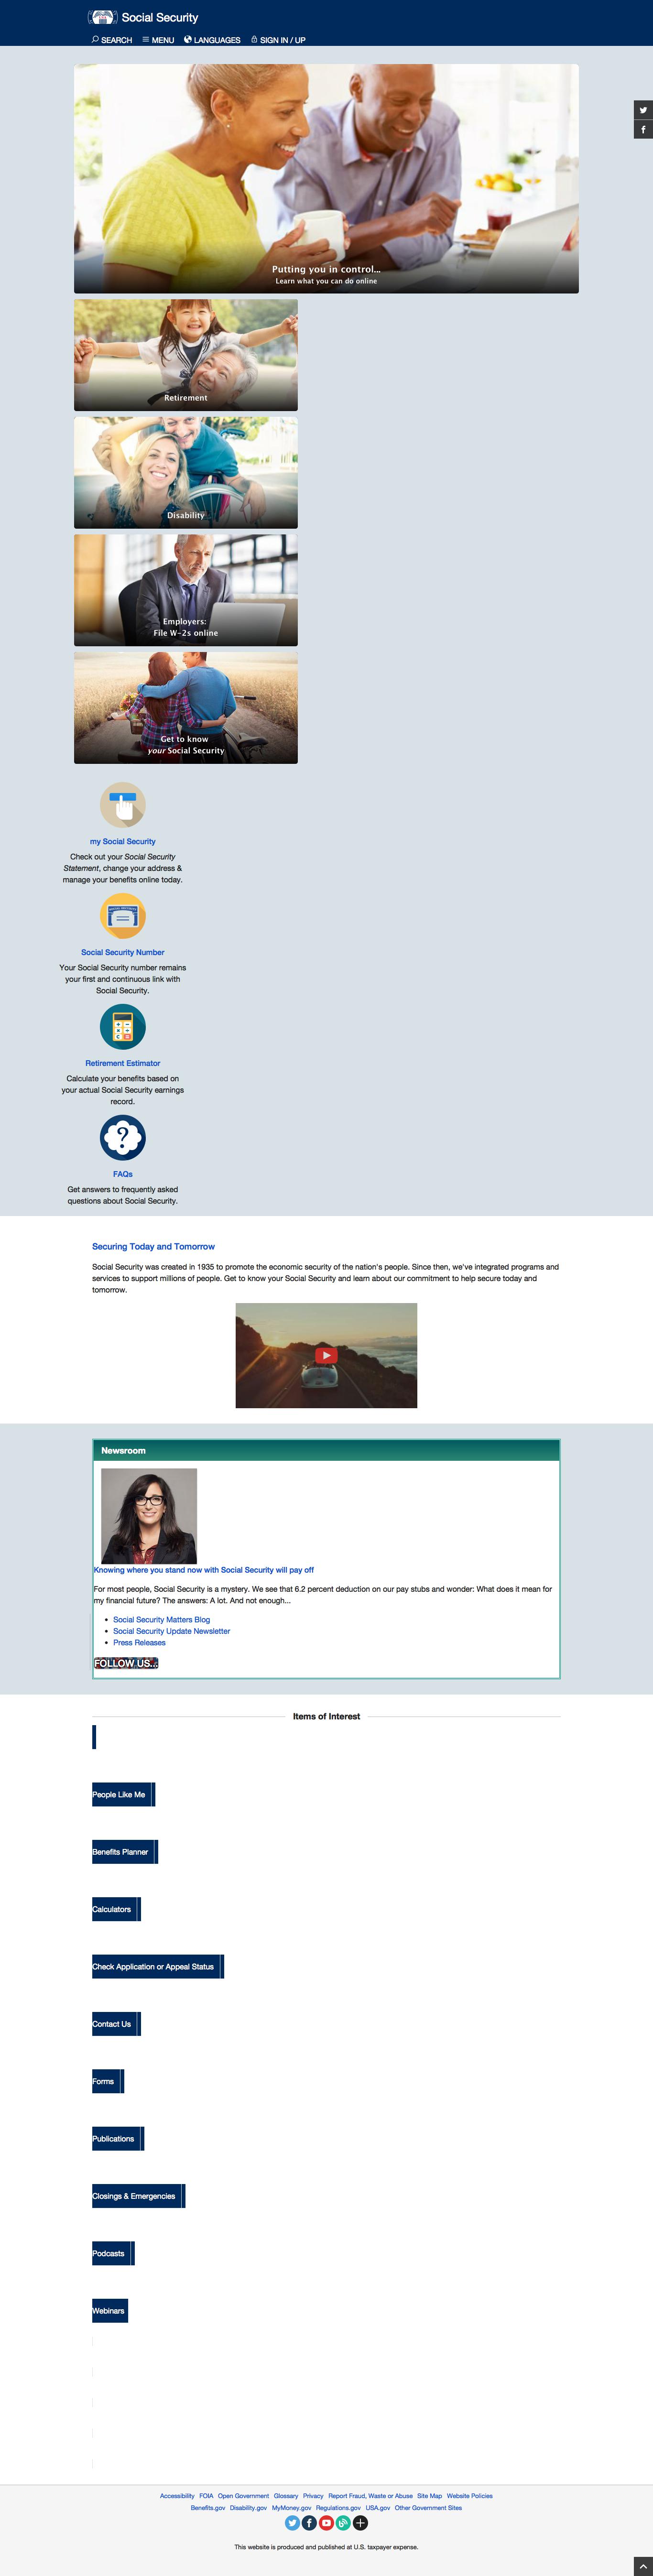 Social Security
SEARCH MENU LANGUAGES SIGN IN / UP
Putting you in control...
Learn what you can do online
Retirement
Disability
Employers:
File W-2s online
Get to know
your Social Security
my Social Security
Check out your Social Security
Statement, change your address &
manage your benefits online today.
Social Security Number
Your Social Security number remains
your first and continuous link with
Social Security.
Retirement Estimator
Calculate your benefits based on
your actual Social Security earnings
record.
FAQs
Get answers to frequently asked
questions about Social Security.
Securing Today and Tomorrow
Social Security was created in 1935 to promote the economic security of the nation's people. Since then, we've integrated programs and
services to support millions of people. Get to know your Social Security and learn about our commitment to help secure today and
tomorrow.
Newsroom
Knowing where you stand now with Social Security will pay off
For most people, Social Security is a mystery. We see that 6.2 percent deduction on our pay stubs and wonder: What does it mean for
my financial future? The answers: A lot. And not enough...
Social Security Matters Blog
Social Security Update Newsletter
Press Releases
FOLLOW US...
Items of Interest
People Like Me
Benefits Planner
Calculators
Check Application or Appeal Status
Contact Us
Forms
Publications
Closings & Emergencies
Podcasts
Webinars
Accessibility FOIA Open Government Glossary Privacy Report Fraud, Waste or Abuse Site Map Website Policies
Benefits.gov Disability.gov MyMoney.gov Regulations.gov USA.gov Other Government Sites
This website is produced and published at U.S. taxpayer expense.